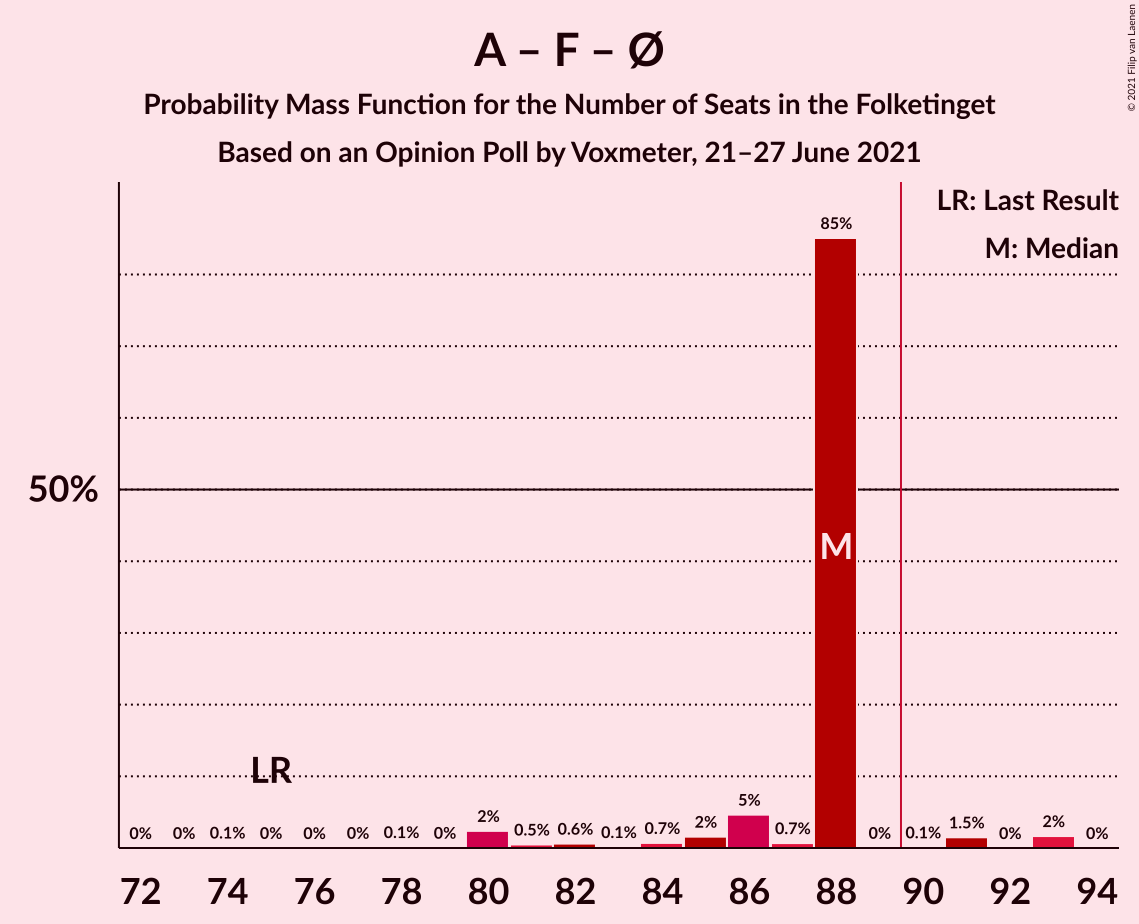 A – F – Ø
Probability Mass Function for the Number of Seats in the Folketinget
Based on an Opinion Poll by Voxmeter, 21–27 June 2021
© 2021 Filip van Laenen
LR: Last Result
M: Median
85%
50%
M
LR
0% 0% 0.1% 0% 0% 0% 0.1% 0% 2% 0.5% 0.6% 0.1% 0.7% 2% 5% 0.7% 0% 0.1% 1.5% 0% 2% 0%
72 74 76 78 80 82 84 86 88 90 92 94